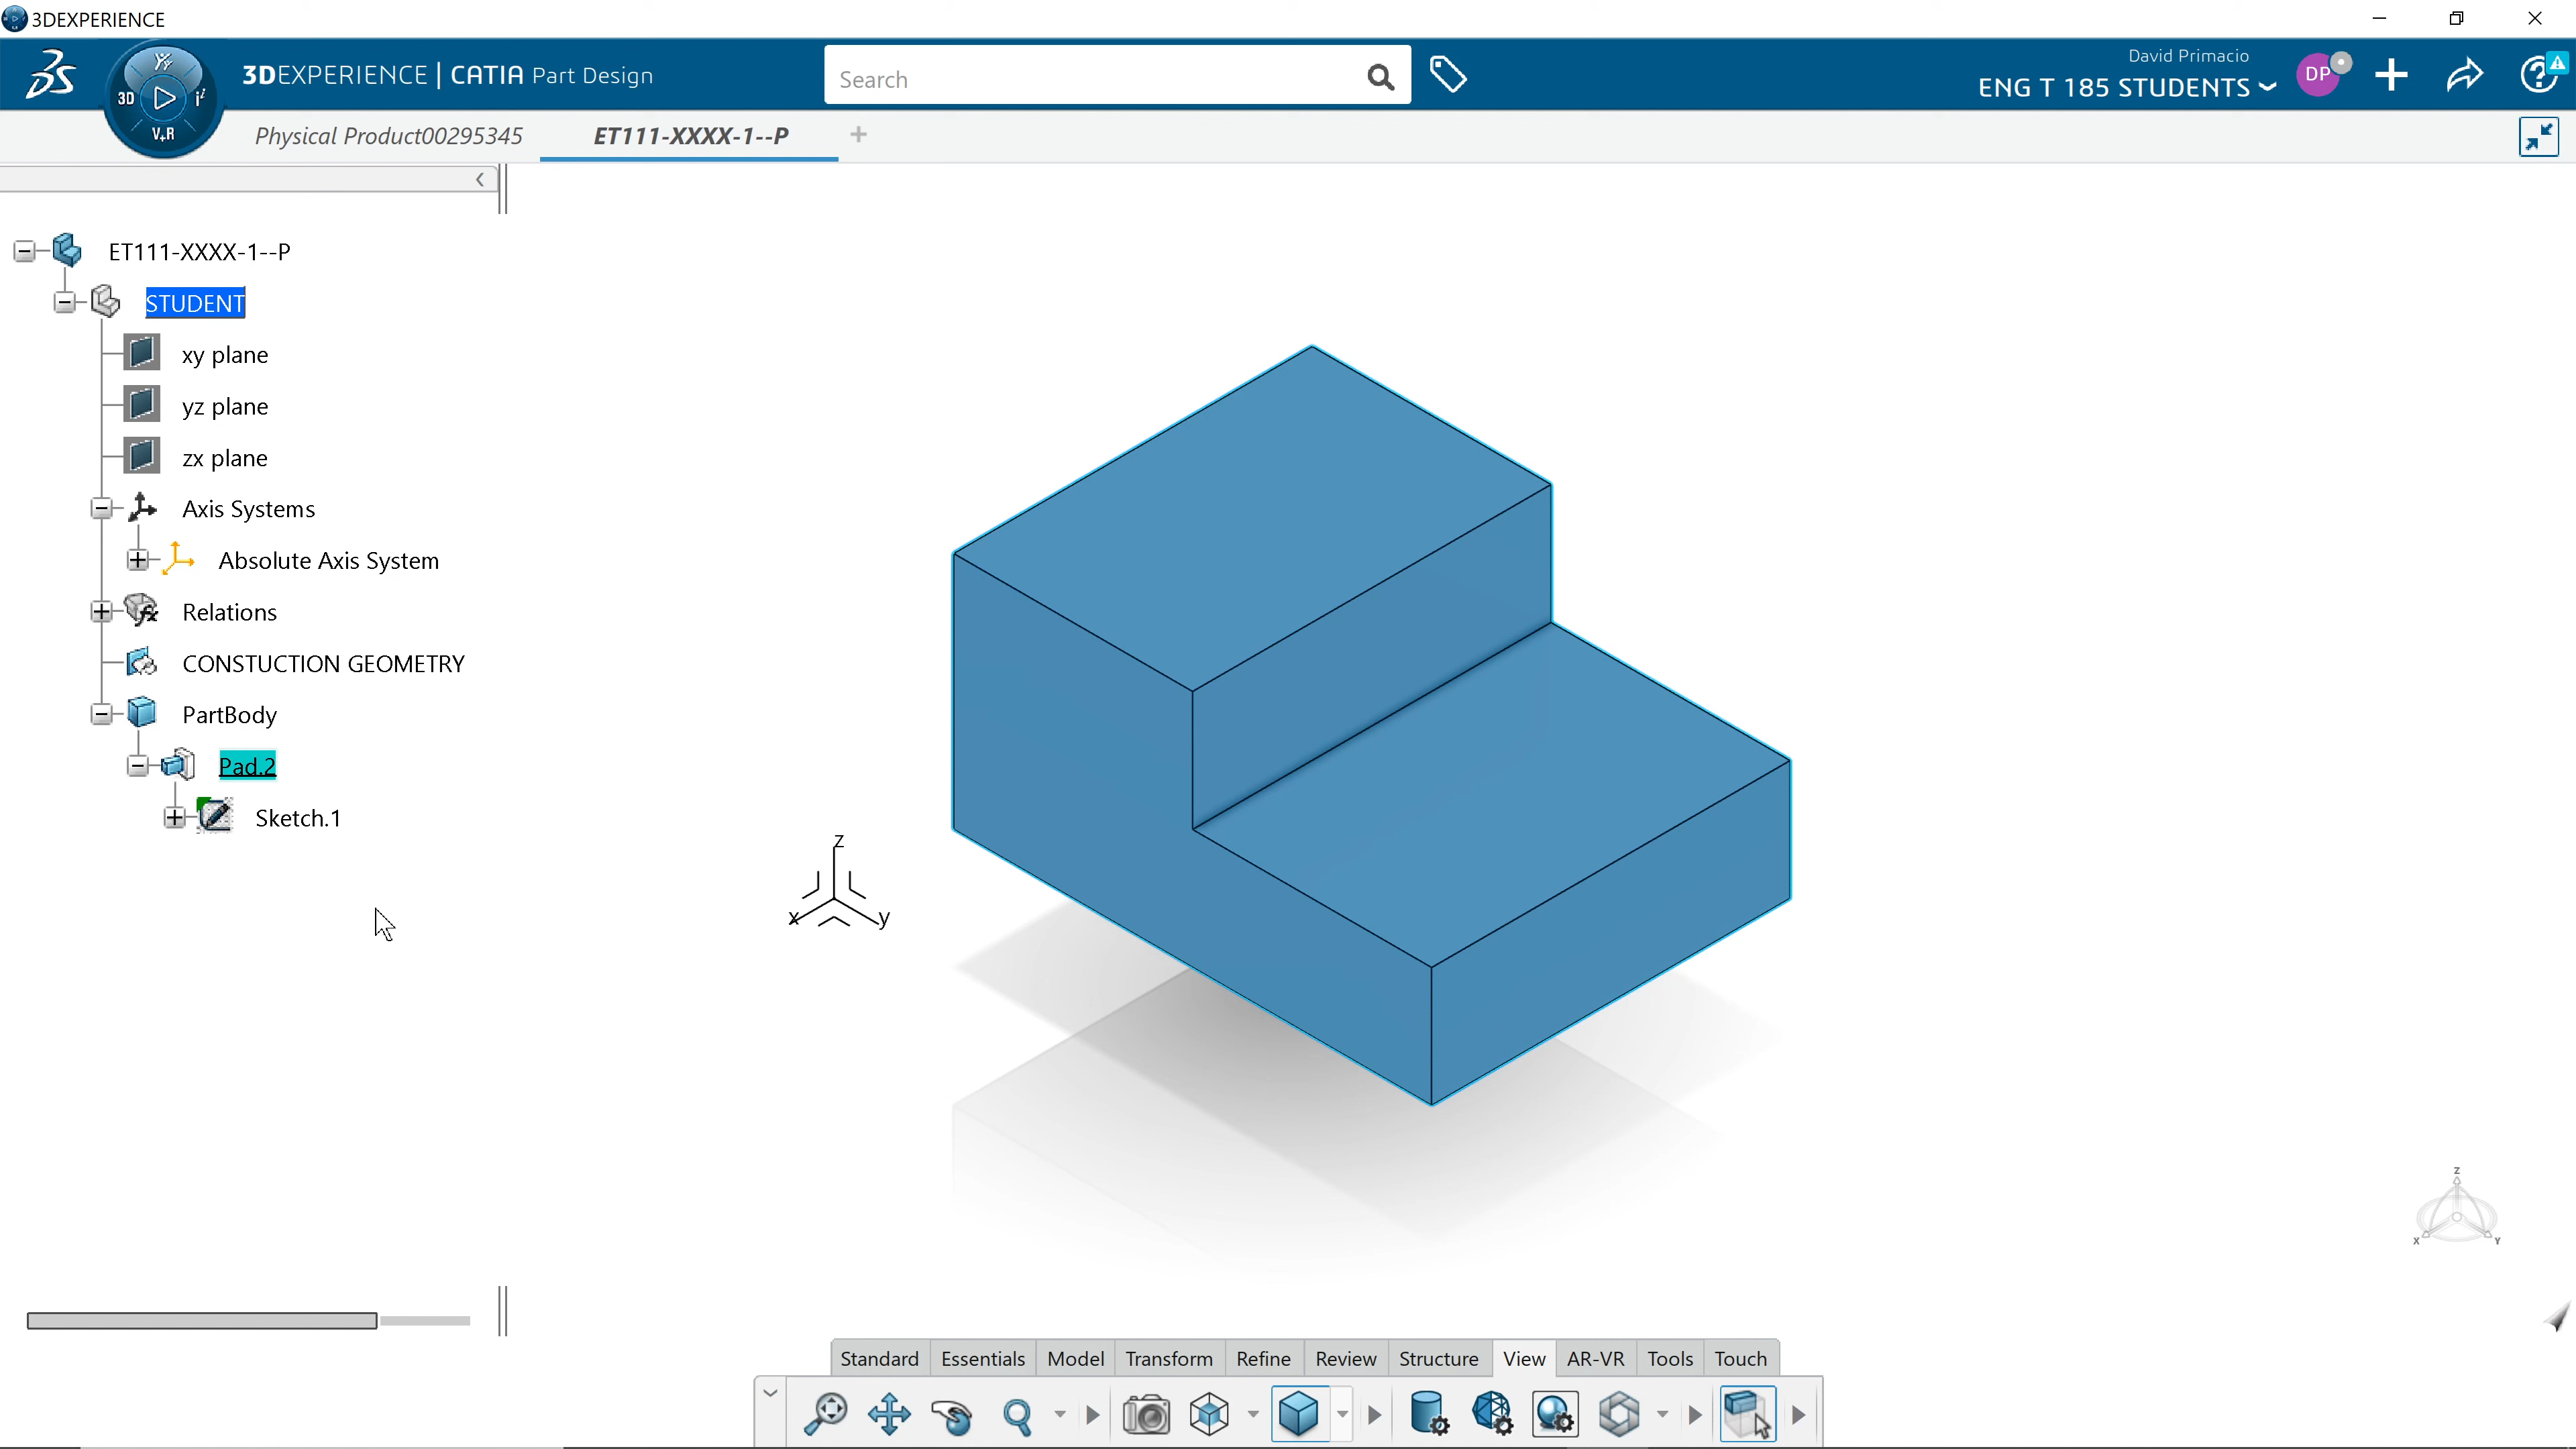 3DEXPERIENCE
3DEXPERIENCE | CATIA Part Design
Search
David Primacio
ENG T 185 STUDENTS
DP
3D
V+R
Physical Product00295345
ET111-XXXX-1--P
+
ET111-XXXX-1--P
STUDENT
xy plane
yz plane
zx plane
Axis Systems
Absolute Axis System
Relations
CONSTUCTION GEOMETRY
PartBody
Pad.2
Sketch.1
z
x
y
z
x
Y
Standard Essentials Model Transform Refine Review Structure View AR-VR Tools Touch